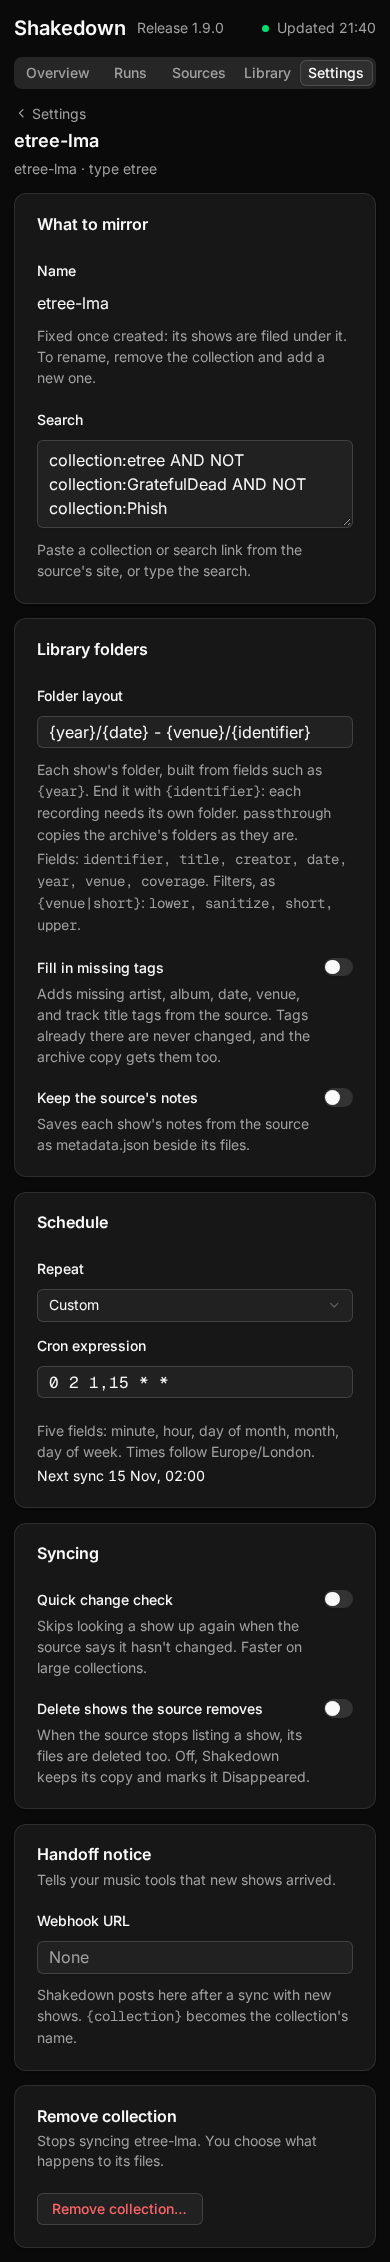 Shakedown Release 1.9.0 Updated 21:40
Overview Runs Sources Library Settings
Settings
etree-lma
etree-lma · type etree
What to mirror
Name
etree-lma
Fixed once created: its shows are filed under it.
To rename, remove the collection and add a
new one.
Search
collection:etree AND NOT
collection:GratefulDead AND NOT
collection:Phish
Paste a collection or search link from the
source's site, or type the search.
Library folders
Folder layout
{year}/{date} - {venue}/{identifier}
Each show's folder, built from fields such as
{year}. End it with {identifier}: each
recording needs its own folder. passthrough
copies the archive's folders as they are.
Fields: identifier, title, creator, date,
year, venue, coverage. Filters, as
{venue|short}: lower, sanitize, short,
upper.
Fill in missing tags
Adds missing artist, album, date, venue,
and track title tags from the source. Tags
already there are never changed, and the
archive copy gets them too.
Keep the source's notes
Saves each show's notes from the source
as metadata.json beside its files.
Schedule
Repeat
Custom
Cron expression
0 2 1,15 * *
Five fields: minute, hour, day of month, month,
day of week. Times follow Europe/London.
Next sync 15 Nov, 02:00
Syncing
Quick change check
Skips looking a show up again when the
source says it hasn't changed. Faster on
large collections.
Delete shows the source removes
When the source stops listing a show, its
files are deleted too. Off, Shakedown
keeps its copy and marks it Disappeared.
Handoff notice
Tells your music tools that new shows arrived.
Webhook URL
None
Shakedown posts here after a sync with new
shows. {collection} becomes the collection's
name.
Remove collection
Stops syncing etree-lma. You choose what
happens to its files.
Remove collection...